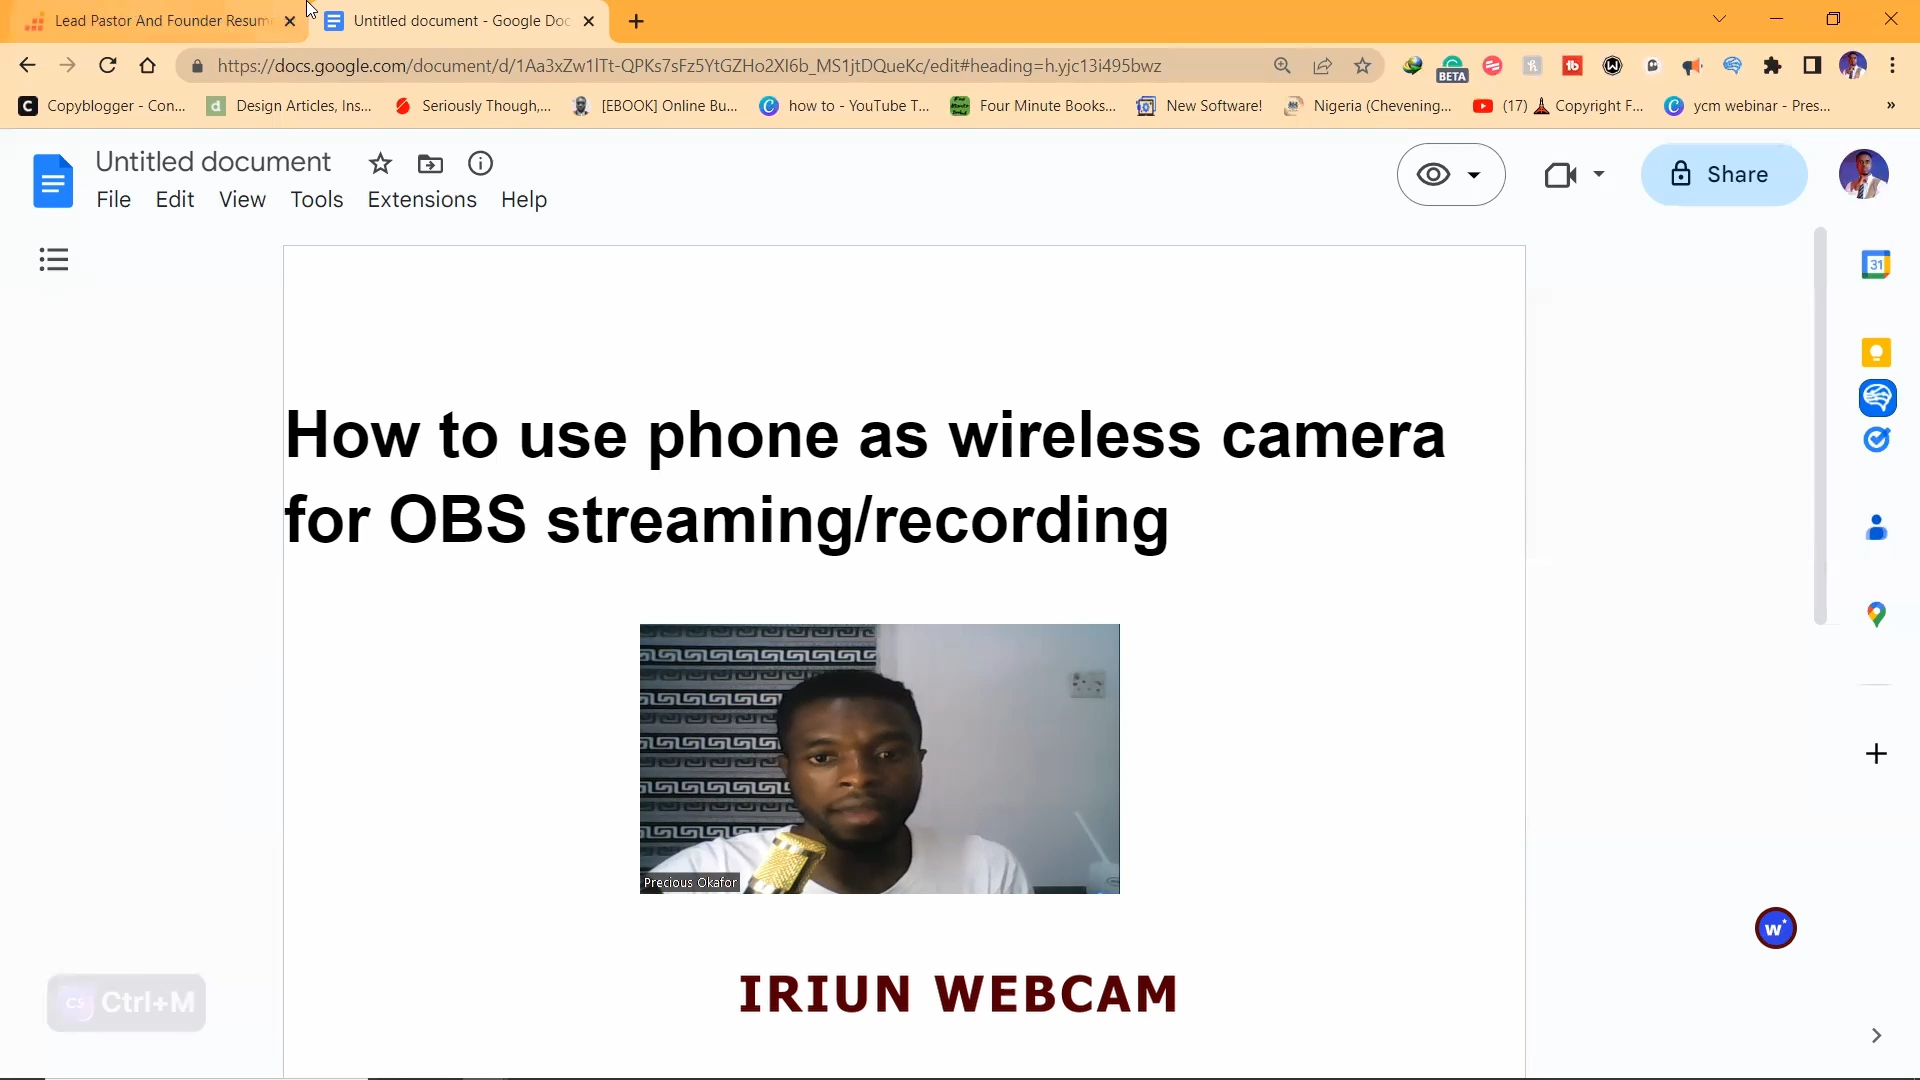 Lead Pastor And Founder Resum
Untitled document - Google Doc
https://docs.google.com/document/d/1Aa3xZw1lTt-QPKs7sFz5YtGZHo2Xl6b_MS1jtDQueKc/edit#heading=h.yjc13i495bwz
BETA
Copyblogger - Con...
Design Articles, Ins...
Seriously Though,...
[EBOOK] Online Bu...
how to - YouTube T...
Four Minute Books...
New Software!
Nigeria (Chevening...
(17) Copyright F...
ycm webinar - Pres...
»
Untitled document
File Edit View Tools Extensions Help
Share
31
How to use phone as wireless camera
for OBS streaming/recording
Precious Okafor
IRIUN WEBCAM
CS Ctrl+M
w